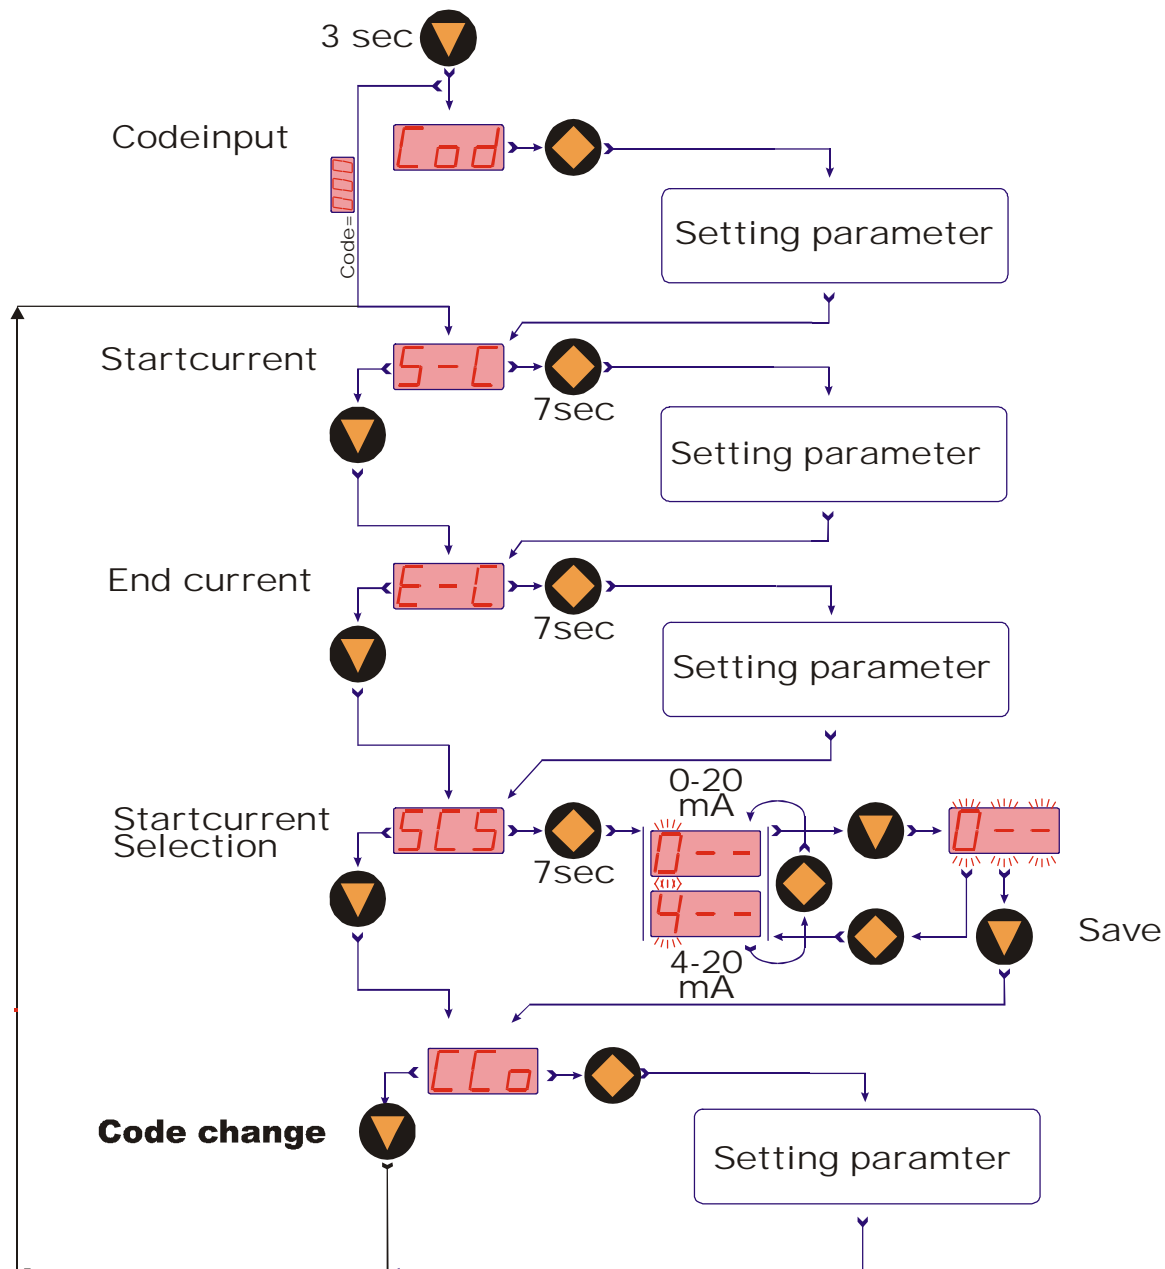 3 sec
Codeinput
Cod
000
Code=
Setting parameter
Startcurrent
S-C
7sec
Setting parameter
End current
E-C
7sec
Setting parameter
0-20
mA
Startcurrent
Selection
SCS
7sec
0--
0--
4--
4-20
mA
Save
CCo
Code change
Setting paramter